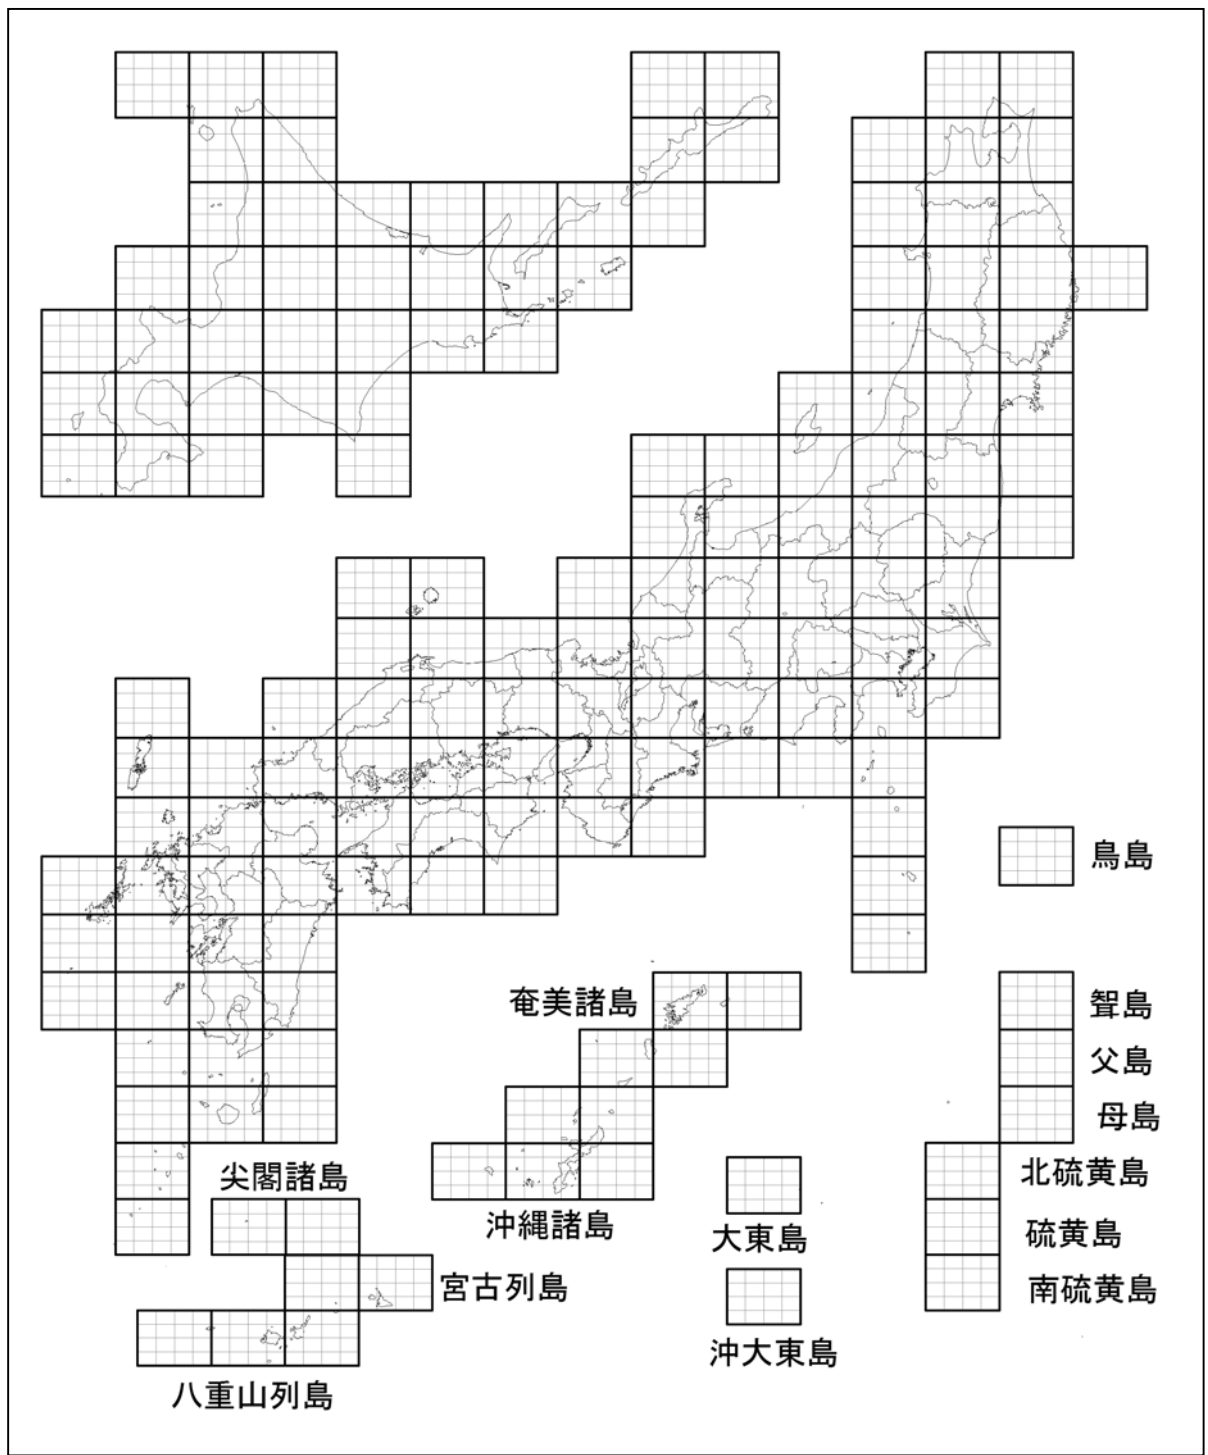 鳥島
奄美諸島
聟島
父島
母島
尖閣諸島
北硫黄島
沖縄諸島
大東島
硫黄島
宮古列島
南硫黄島
沖大東島
八重山列島